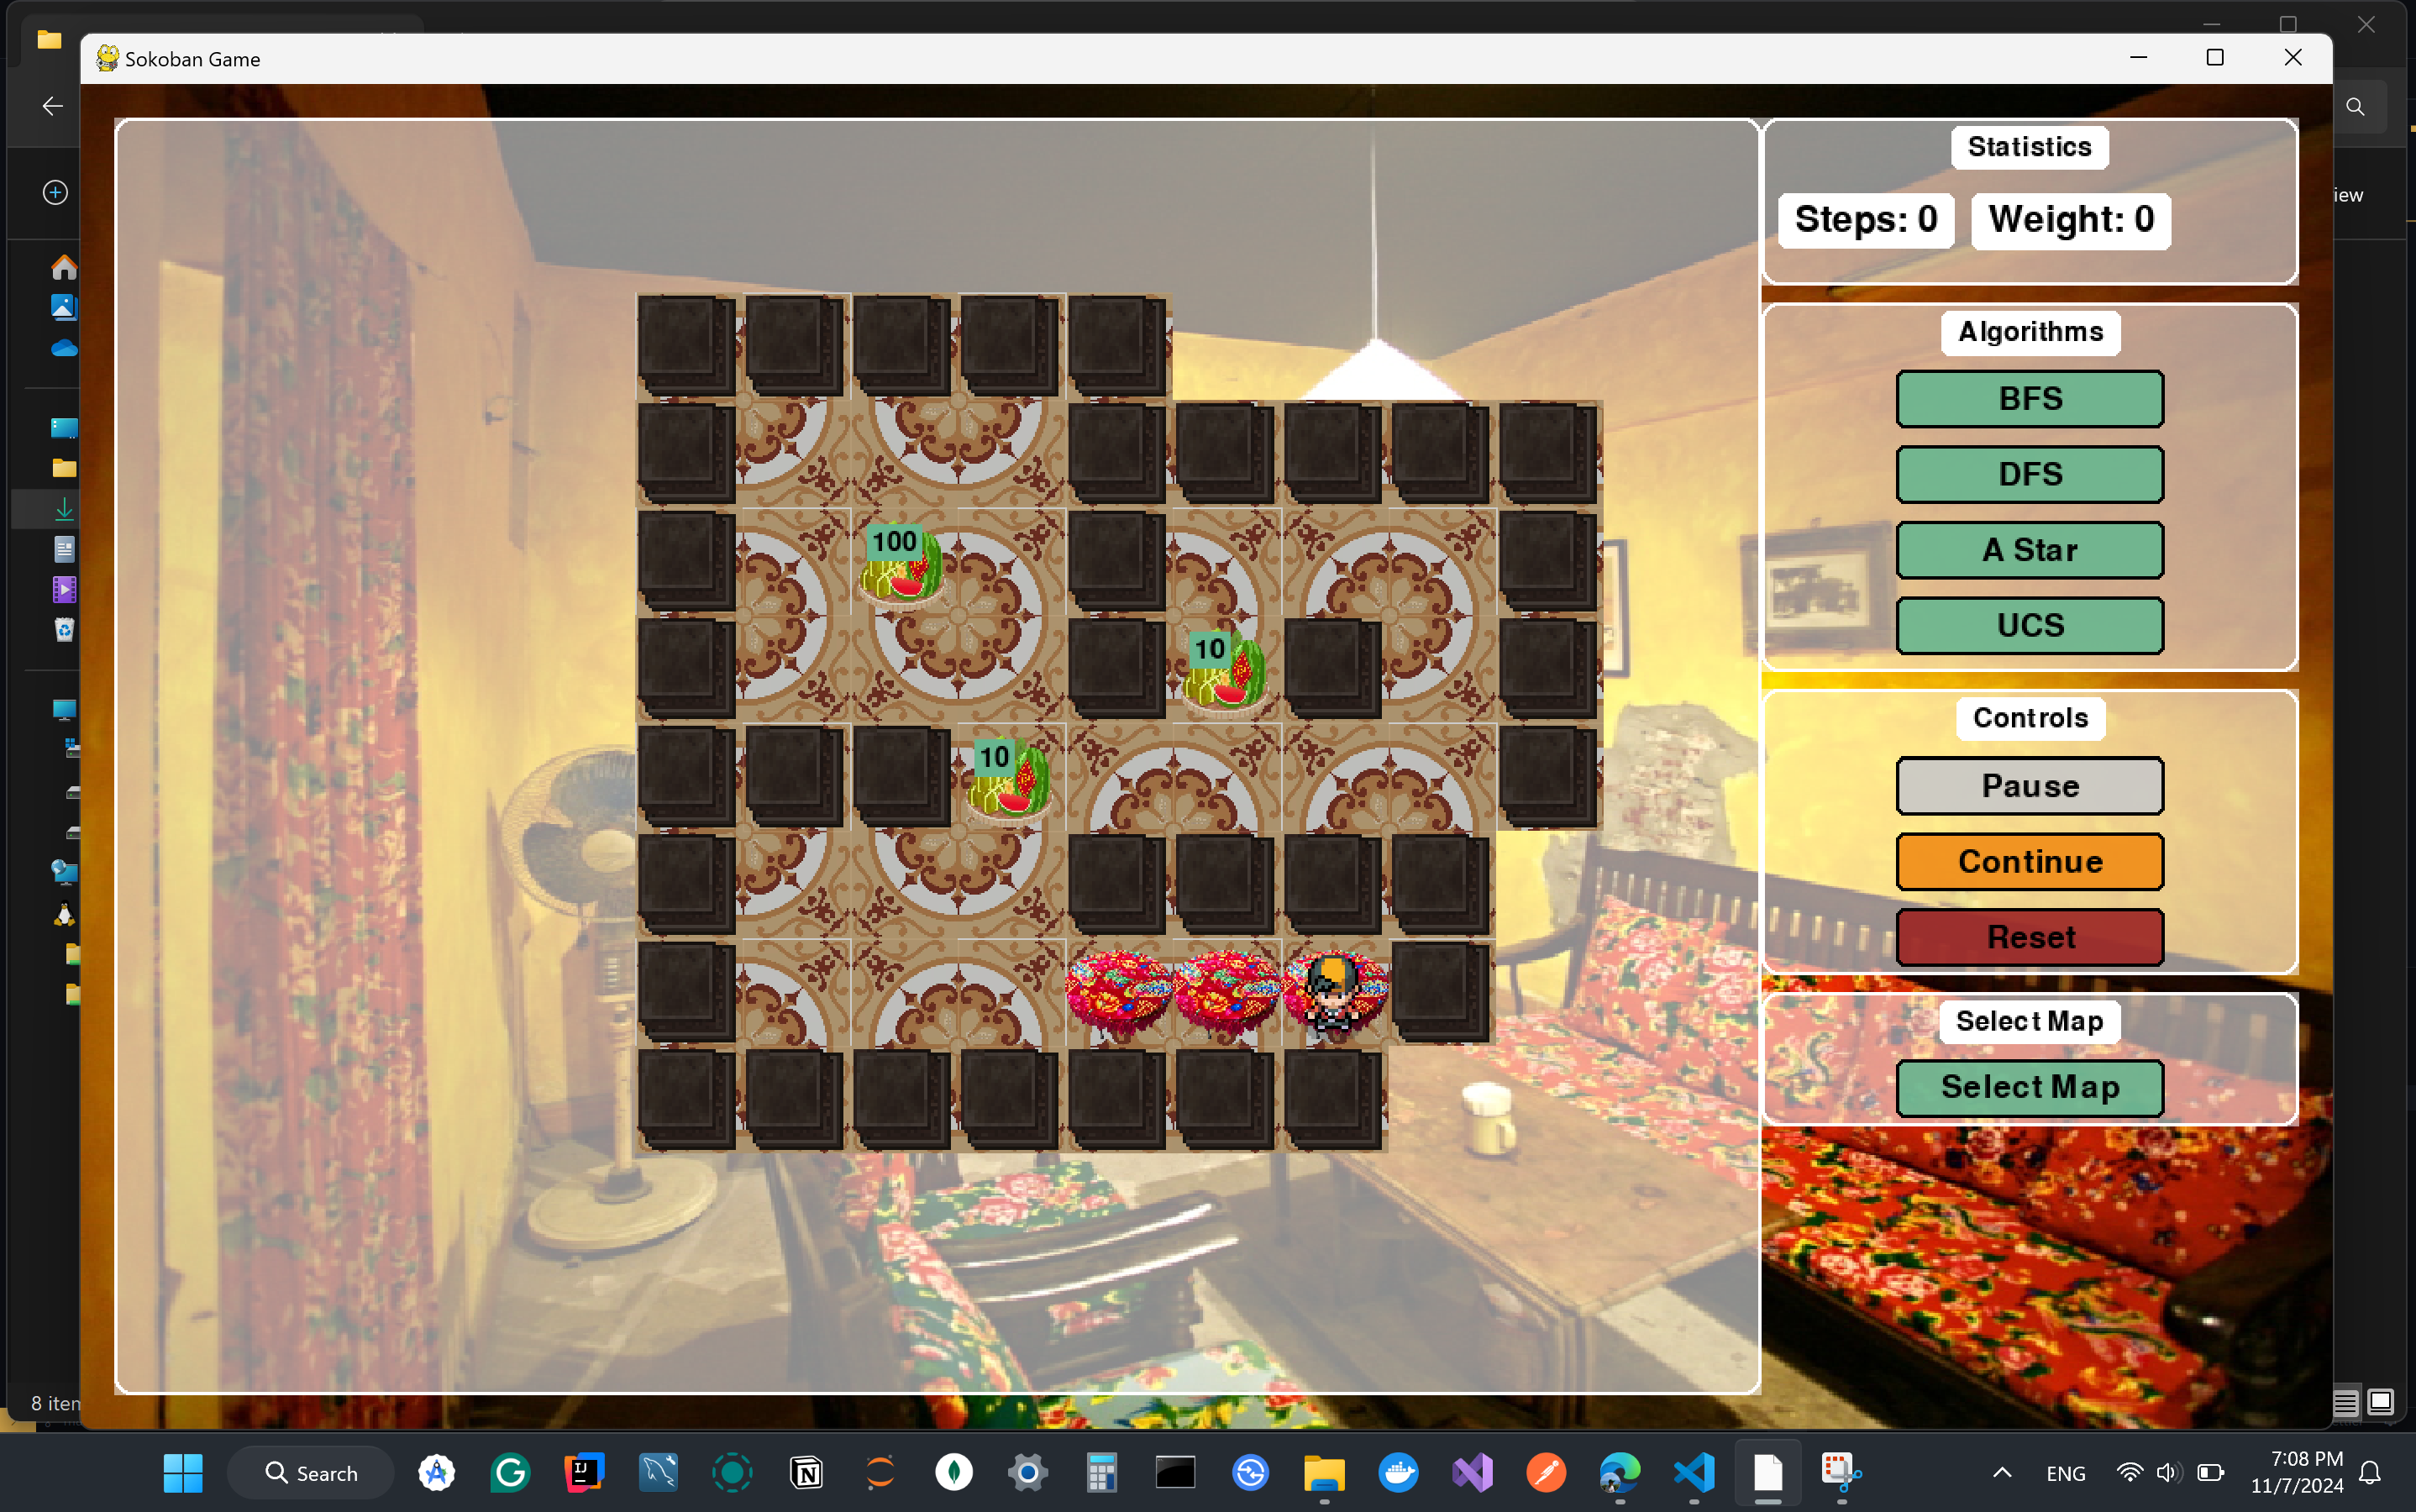 Sokoban Game
iew
Statistics
Steps: 0
Weight: 0
Algorithms
BFS
DFS
A Star
UCS
100
10
10
Controls
Pause
Continue
Reset
Select Map
Select Map
8 iten
Search
ENG
7:08 PM
11/7/2024